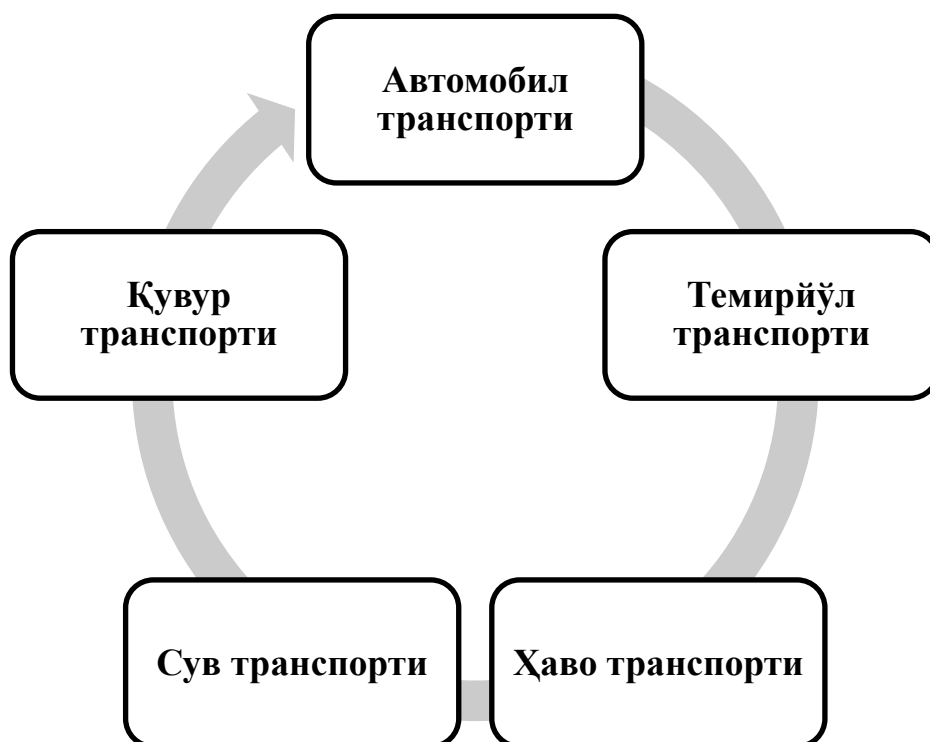 Автомобил
транспорти
Темирйўл
транспорти
Ҳаво транспорти
Сув транспорти
Қувур
транспорти